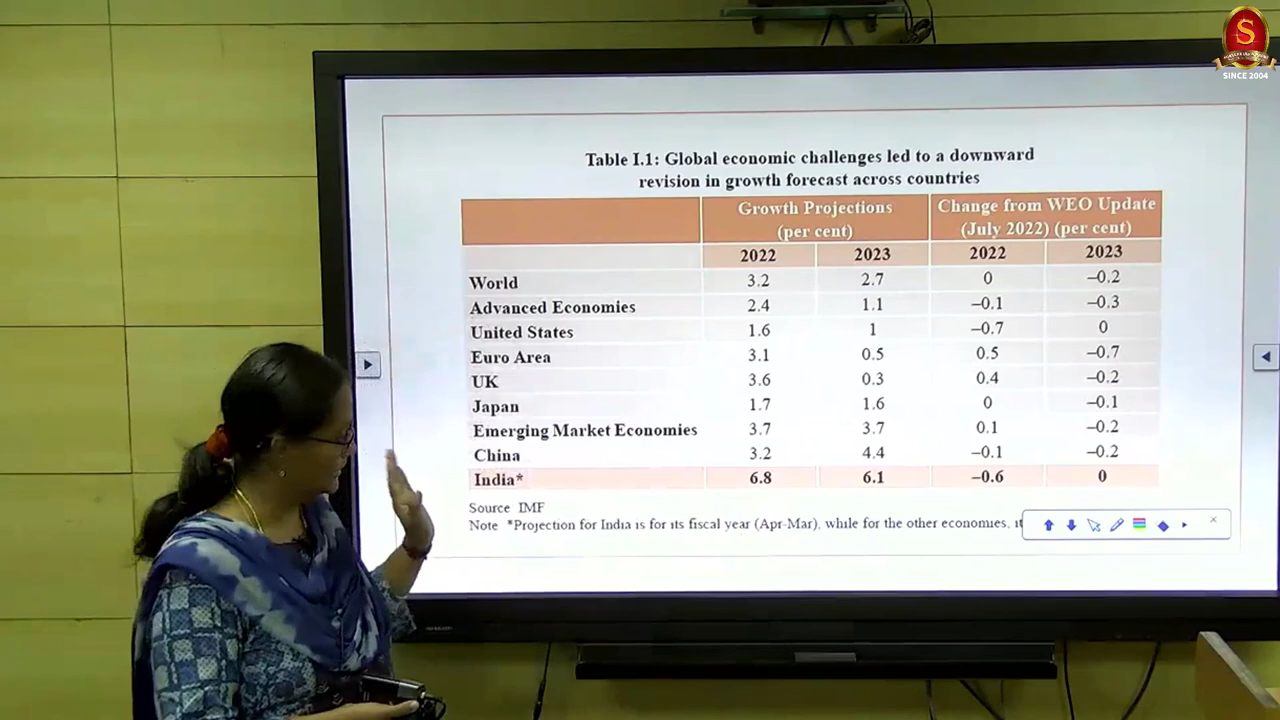 S
SINCE 2004
Table I.1: Global economic challenges led to a downward
revision in growth forecast across countries
Growth Projections (per cent) Change from WEO Update (July 2022) (per cent)
2022 2023 2022 2023
World 3.2 2.7 0 –0.2
Advanced Economies 2.4 1.1 –0.1 –0.3
United States 1.6 1 –0.7 0
Euro Area 3.1 0.5 0.5 –0.7
UK 3.6 0.3 0.4 –0.2
Japan 1.7 1.6 0 –0.1
Emerging Market Economies 3.7 3.7 0.1 –0.2
China 3.2 4.4 –0.1 –0.2
India* 6.8 6.1 –0.6 0
Source IMF
Note *Projection for India is for its fiscal year (Apr-Mar), while for the other economies,